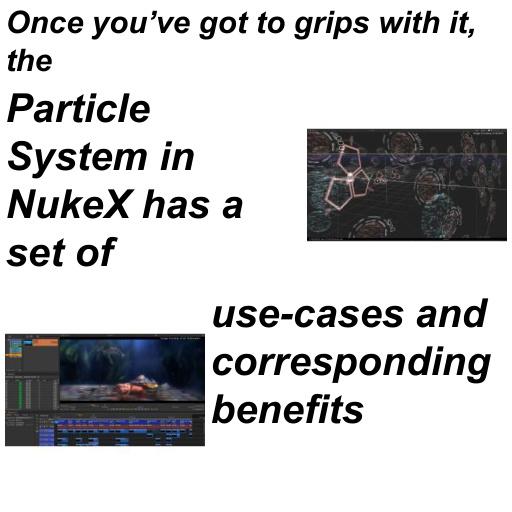 Once you’ve got to grips with it,
the
Particle
System in
NukeX has a
set of
use-cases and
corresponding
benefits